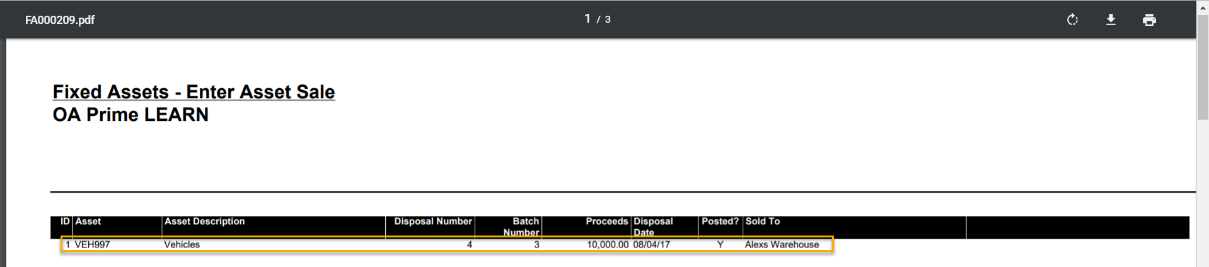 FA000209.pdf
1 / 3
Fixed Assets - Enter Asset Sale
OA Prime LEARN
ID Asset Asset Description Disposal Number Batch Number Proceeds Disposal Date Posted? Sold To
1 VEH997 Vehicles 4 3 10,000.00 08/04/17 Y Alexs Warehouse